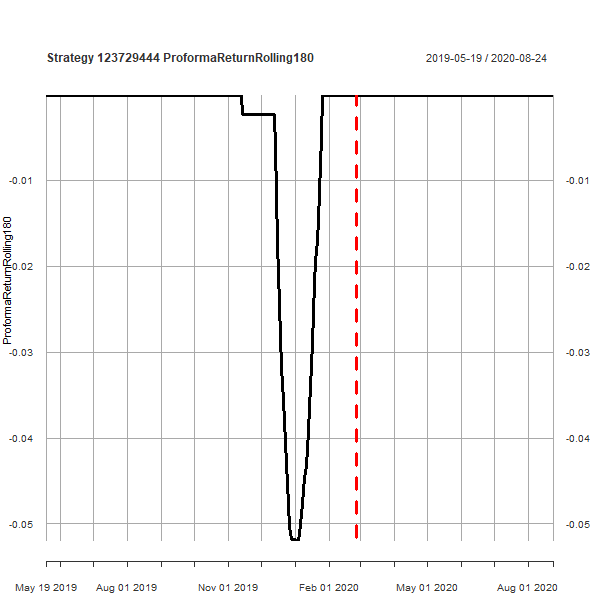 Strategy 123729444 ProformaReturnRolling180
2019-05-19 / 2020-08-24
-0.01
-0.01
-0.02
-0.02
-0.03
-0.03
-0.04
-0.04
-0.05
-0.05
ProformaReturnRolling180
May 19 2019
Aug 01 2019
Nov 01 2019
Feb 01 2020
May 01 2020
Aug 01 2020